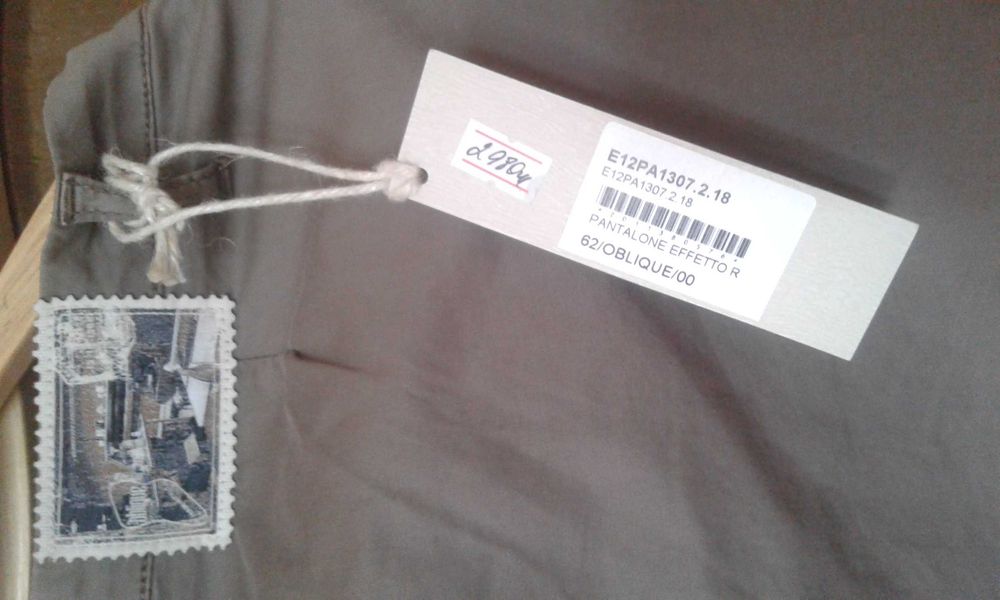 2980
E12PA1307.2.18
E12PA1307.2.18
PANTALONE EFFETTO R
62/OBLIQUE/00